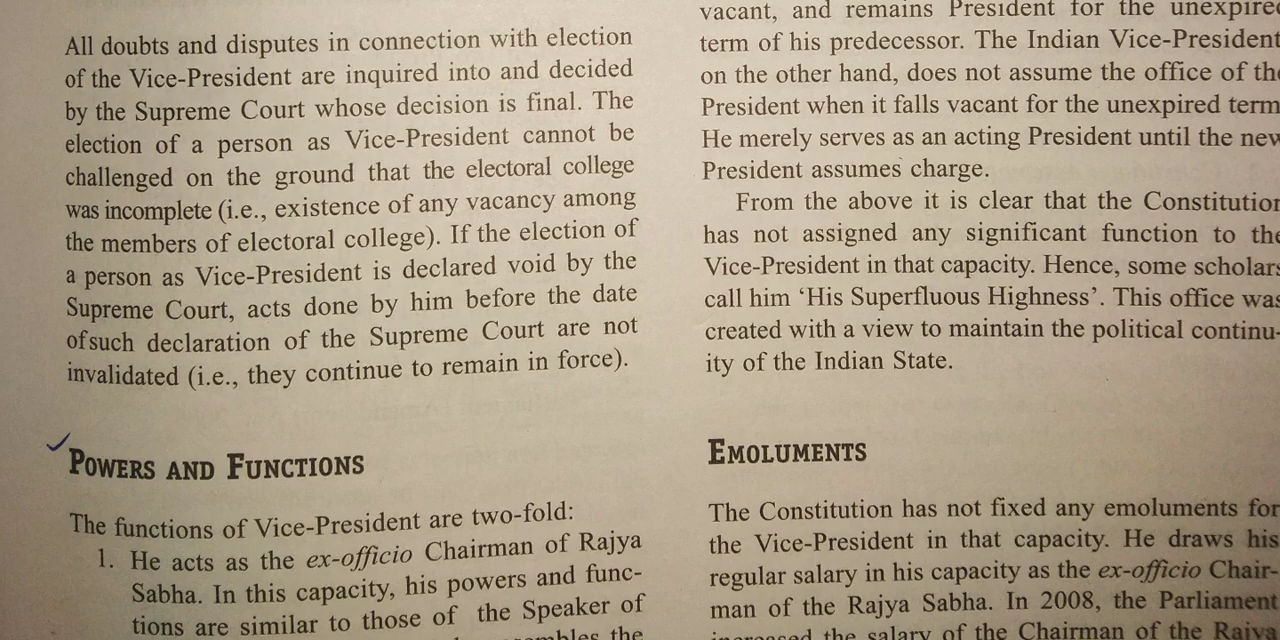 All doubts and disputes in connection with election
of the Vice-President are inquired into and decided
by the Supreme Court whose decision is final. The
election of a person as Vice-President cannot be
challenged on the ground that the electoral college
was incomplete (i.e., existence of any vacancy among
the members of electoral college). If the election of
a person as Vice-President is declared void by the
Supreme Court, acts done by him before the date
of such declaration of the Supreme Court are not
invalidated (i.e., they continue to remain in force).
POWERS AND FUNCTIONS
The functions of Vice-President are two-fold:
1. He acts as the ex-officio Chairman of Rajya
Sabha. In this capacity, his powers and func-
tions are similar to those of the Speaker of
the
vacant, and remains President for the
term of his predecessor. The Indian Vice-President
on the other hand, does not assume the office of
President when it falls vacant for the unexpired term
He merely serves as an acting President until the
President assumes charge.
From the above it is clear that the
has not assigned any significant function to
Vice-President in that capacity. Hence, some
call him ‘His Superfluous Highness’. This office
created with a view to maintain the political continu-
ity of the Indian State.
EMOLUMENTS
The Constitution has not fixed any emoluments for
the Vice-President in that capacity. He draws his
regular salary in his capacity as the ex-officio Chair-
man of the Rajya Sabha. In 2008, the Parliament
increased the salary of the Chairman of the Rajya